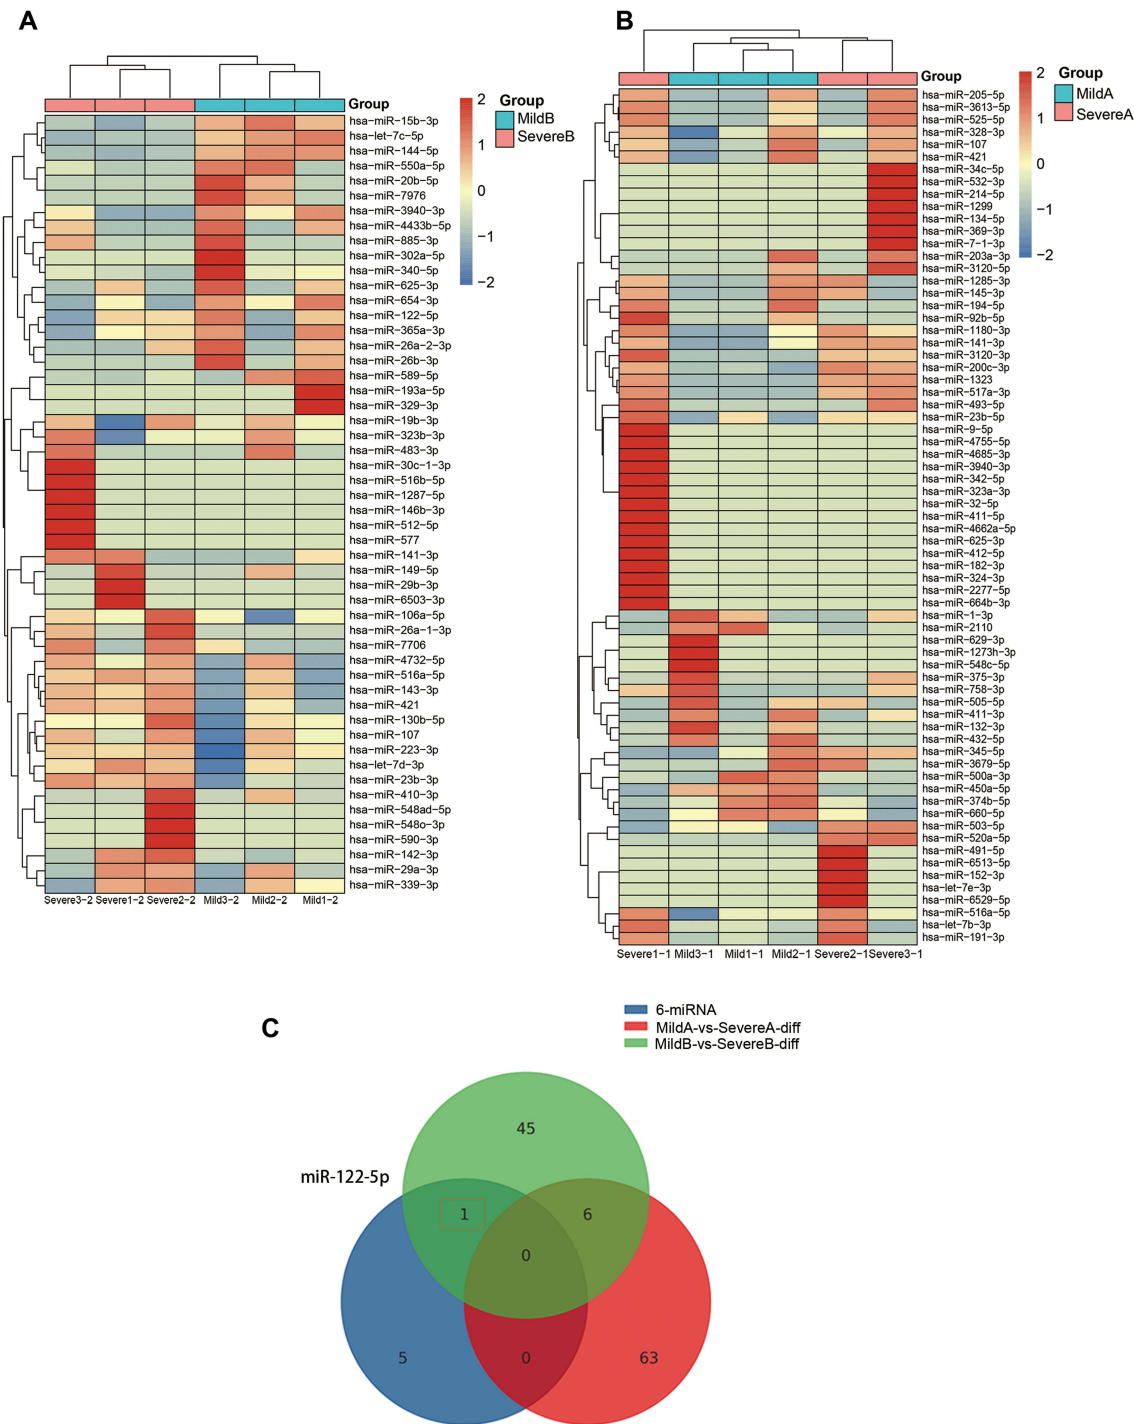 A
Group
hsa-miR-15b-3p
hsa-let-7c-5p
hsa-miR-144-5p
hsa-miR-550a-5p
hsa-miR-20b-5p
hsa-miR-7976
hsa-miR-3940-3p
hsa-miR-4433b-5p
hsa-miR-885-3p
hsa-miR-302a-5p
hsa-miR-340-5p
hsa-miR-625-3p
hsa-miR-654-3p
hsa-miR-122-5p
hsa-miR-365a-3p
hsa-miR-26a-2-3p
hsa-miR-26b-3p
hsa-miR-589-5p
hsa-miR-193a-5p
hsa-miR-329-3p
hsa-miR-19b-3p
hsa-miR-323b-3p
hsa-miR-483-3p
hsa-miR-30c-1-3p
hsa-miR-516b-5p
hsa-miR-1287-5p
hsa-miR-146b-3p
hsa-miR-512-5p
hsa-miR-577
hsa-miR-141-3p
hsa-miR-149-5p
hsa-miR-29b-3p
hsa-miR-6503-3p
hsa-miR-106a-5p
hsa-miR-26a-1-3p
hsa-miR-7706
hsa-miR-4732-5p
hsa-miR-516a-5p
hsa-miR-143-3p
hsa-miR-421
hsa-miR-130b-5p
hsa-miR-107
hsa-miR-223-3p
hsa-let-7d-3p
hsa-miR-23b-3p
hsa-miR-410-3p
hsa-miR-548ad-5p
hsa-miR-548o-3p
hsa-miR-590-3p
hsa-miR-142-3p
hsa-miR-29a-3p
hsa-miR-339-3p
Severe3-2 Severe1-2 Severe2-2 Mild3-2 Mild2-2 Mild1-2
2
1
0
−1
−2
Group
MildB
SevereB
B
Group
hsa-miR-205-5p
hsa-miR-3613-5p
hsa-miR-525-5p
hsa-miR-328-3p
hsa-miR-107
hsa-miR-421
hsa-miR-34c-5p
hsa-miR-532-3p
hsa-miR-214-5p
hsa-miR-1299
hsa-miR-134-5p
hsa-miR-369-3p
hsa-miR-7-1-3p
hsa-miR-203a-3p
hsa-miR-3120-5p
hsa-miR-1285-3p
hsa-miR-145-3p
hsa-miR-194-5p
hsa-miR-92b-5p
hsa-miR-1180-3p
hsa-miR-141-3p
hsa-miR-3120-3p
hsa-miR-200c-3p
hsa-miR-1323
hsa-miR-517a-3p
hsa-miR-493-5p
hsa-miR-23b-5p
hsa-miR-9-5p
hsa-miR-4755-5p
hsa-miR-4685-3p
hsa-miR-3940-3p
hsa-miR-342-5p
hsa-miR-323a-3p
hsa-miR-32-5p
hsa-miR-411-5p
hsa-miR-4662a-5p
hsa-miR-625-3p
hsa-miR-412-5p
hsa-miR-182-3p
hsa-miR-324-3p
hsa-miR-2277-5p
hsa-miR-664b-3p
hsa-miR-1-3p
hsa-miR-2110
hsa-miR-629-3p
hsa-miR-1273h-3p
hsa-miR-548c-5p
hsa-miR-375-3p
hsa-miR-758-3p
hsa-miR-505-5p
hsa-miR-411-3p
hsa-miR-132-3p
hsa-miR-432-5p
hsa-miR-345-5p
hsa-miR-3679-5p
hsa-miR-500a-3p
hsa-miR-450a-5p
hsa-miR-374b-5p
hsa-miR-660-5p
hsa-miR-503-5p
hsa-miR-520a-5p
hsa-miR-491-5p
hsa-miR-6513-5p
hsa-miR-152-3p
hsa-let-7e-3p
hsa-miR-6529-5p
hsa-miR-516a-5p
hsa-let-7b-3p
hsa-miR-191-3p
Severe1-1 Mild3-1 Mild1-1 Mild2-1 Severe2-1 Severe3-1
2
1
0
−1
−2
Group
MildA
SevereA
C
6-miRNA
MildA-vs-SevereA-diff
MildB-vs-SevereB-diff
45
miR-122-5p
1
6
0
5
0
63